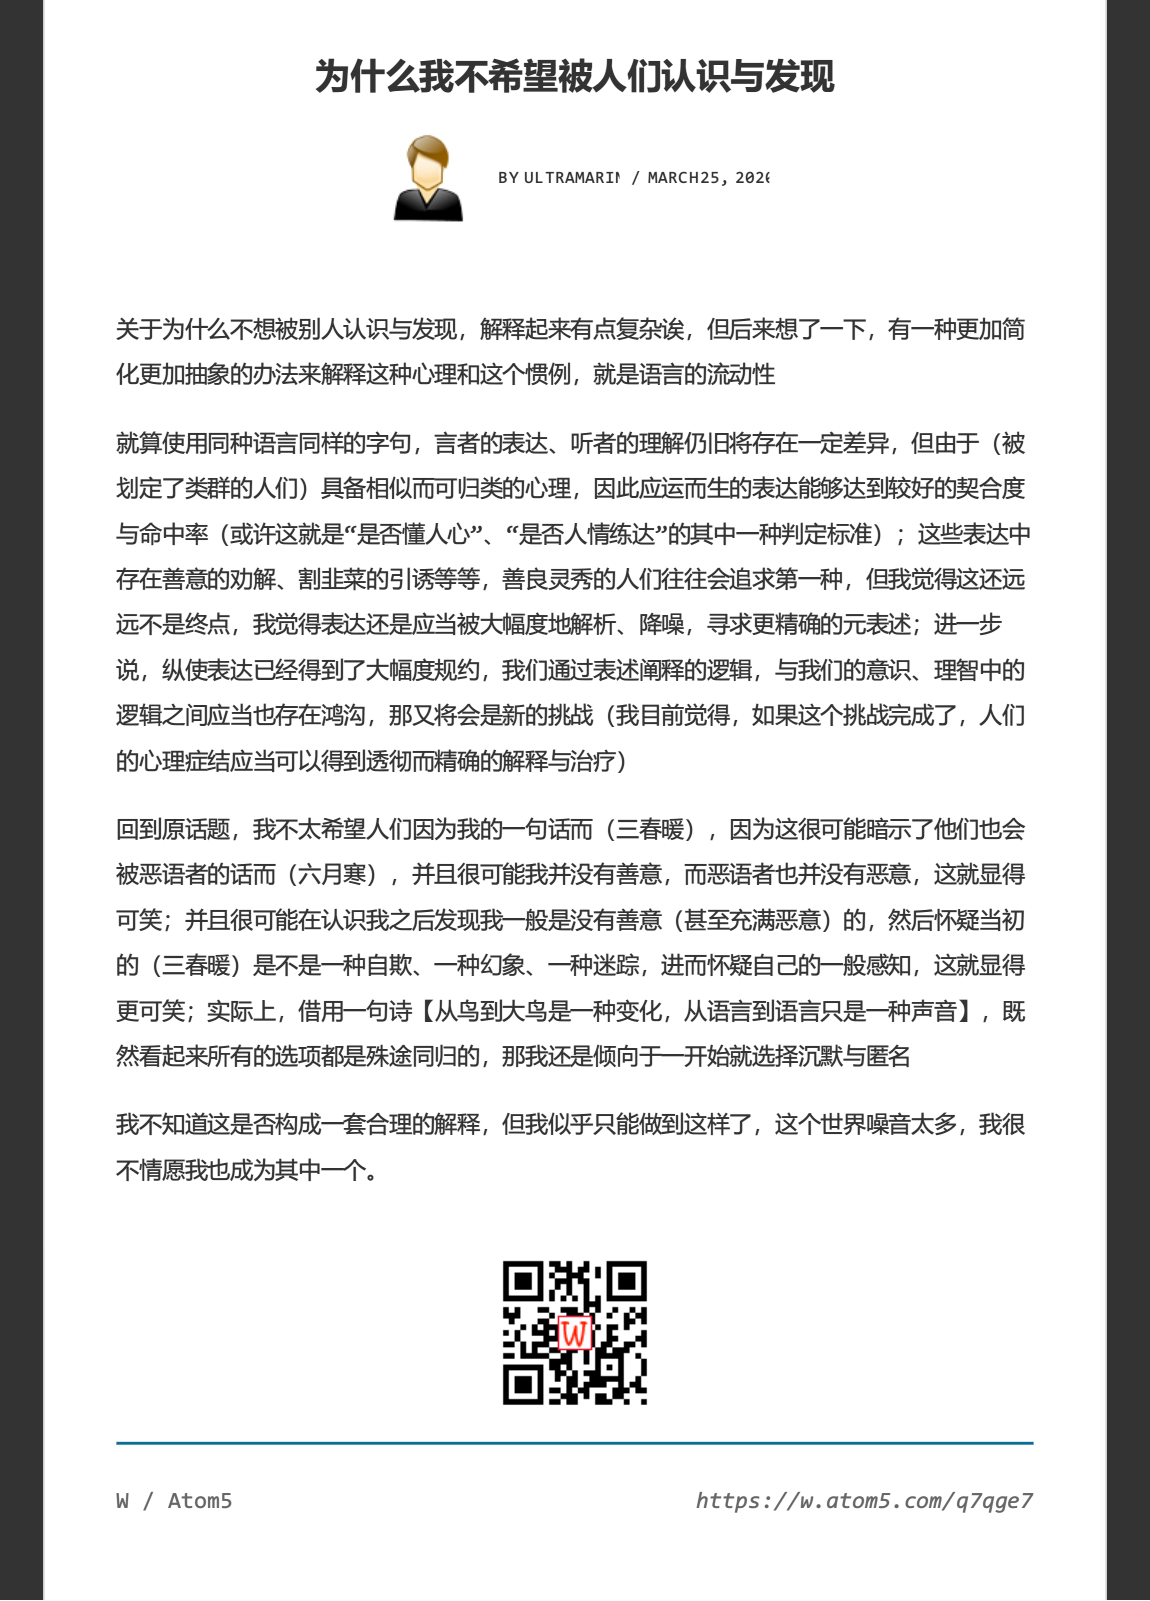 为什么我不希望被人们认识与发现
BY ULTRAMARIN / MARCH25, 2026
关于为什么不想被别人认识与发现，解释起来有点复杂诶，但后来想了一下，有一种更加简
化更加抽象的办法来解释这种心理和这个惯例，就是语言的流动性
就算使用同种语言同样的字句，言者的表达、听者的理解仍旧将存在一定差异，但由于（被
划定了类群的人们）具备相似而可归类的心理，因此应运而生的表达能够达到较好的契合度
与命中率（或许这就是“是否懂人心”、“是否人情练达”的其中一种判定标准）；这些表达中
存在善意的劝解、割韭菜的引诱等等，善良灵秀的人们往往会追求第一种，但我觉得这还远
远不是终点，我觉得表达还是应当被大幅度地解析、降噪，寻求更精确的元表述；进一步
说，纵使表达已经得到了大幅度规约，我们通过表述阐释的逻辑，与我们的意识、理智中的
逻辑之间应当也存在鸿沟，那又将会是新的挑战（我目前觉得，如果这个挑战完成了，人们
的心理症结应当可以得到透彻而精确的解释与治疗）
回到原话题，我不太希望人们因为我的一句话而（三春暖），因为这很可能暗示了他们也会
被恶语者的话而（六月寒），并且很可能我并没有善意，而恶语者也并没有恶意，这就显得
可笑；并且很可能在认识我之后发现我一般是没有善意（甚至充满恶意）的，然后怀疑当初
的（三春暖）是不是一种自欺、一种幻象、一种迷踪，进而怀疑自己的一般感知，这就显得
更可笑；实际上，借用一句诗【从鸟到大鸟是一种变化，从语言到语言只是一种声音】，既
然看起来所有的选项都是殊途同归的，那我还是倾向于一开始就选择沉默与匿名
我不知道这是否构成一套合理的解释，但我似乎只能做到这样了，这个世界噪音太多，我很
不情愿我也成为其中一个。
W
W / Atom5
https://w.atom5.com/q7qge7